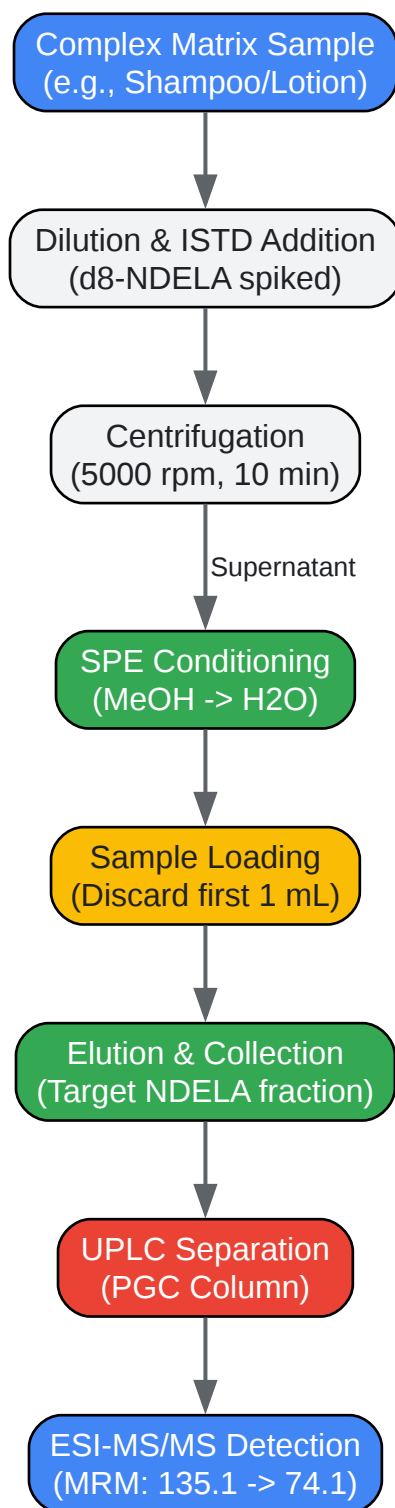 Complex Matrix Sample
(e.g., Shampoo/Lotion)
Dilution & ISTD Addition
(d8-NDELA spiked)
Centrifugation
(5000 rpm, 10 min)
Supernatant
SPE Conditioning
(MeOH -> H2O)
Sample Loading
(Discard first 1 mL)
Elution & Collection
(Target NDELA fraction)
UPLC Separation
(PGC Column)
ESI-MS/MS Detection
(MRM: 135.1 -> 74.1)